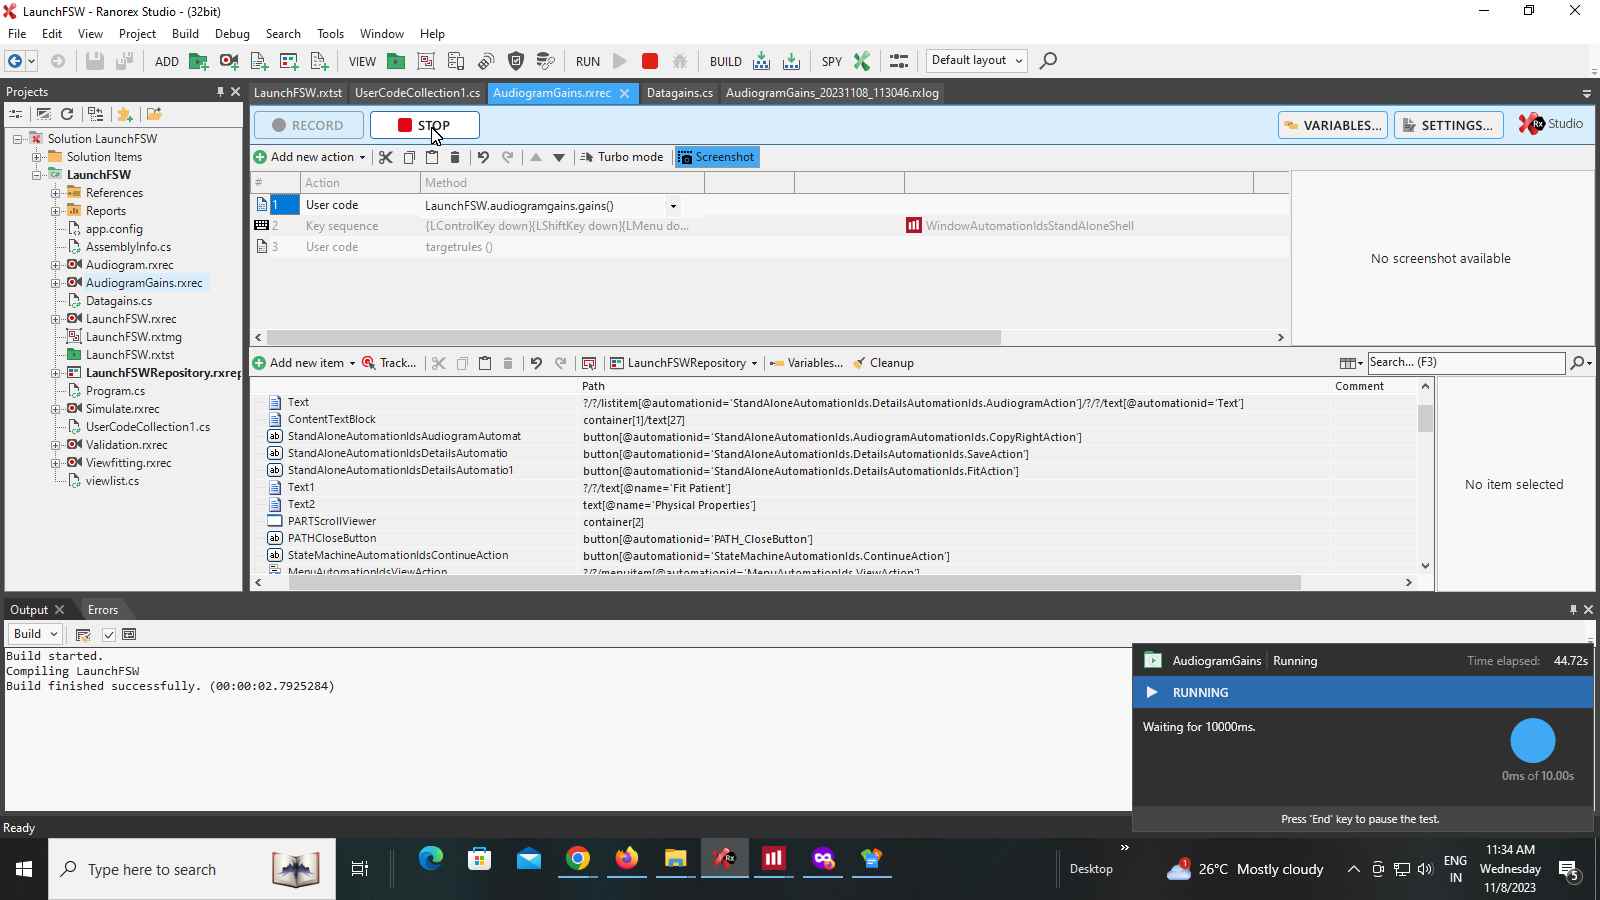 LaunchFSW - Ranorex Studio - (32bit)
File Edit View Project Build Debug Search Tools Window Help
ADD VIEW RUN BUILD SPY Default layout
Projects
LaunchFSW.rxtst UserCodeCollection1.cs AudiogramGains.rxrec Datagains.cs AudiogramGains_20231108_113046.rxlog
RECORD STOP VARIABLES... SETTINGS... Rx Studio
Add new action Turbo mode Screenshot
# Action Method
1 User code LaunchFSW.audiogramgains.gains()
2 Key sequence {LControlKey down}{LShiftKey down}{LMenu do... WindowAutomationIdsStandAloneShell
3 User code targetrules ()
No screenshot available
Solution LaunchFSW
Solution Items
LaunchFSW
References
Reports
app.config
AssemblyInfo.cs
Audiogram.rxrec
AudiogramGains.rxrec
Datagains.cs
LaunchFSW.rxrec
LaunchFSW.rxtmg
LaunchFSW.rxtst
LaunchFSWRepository.rxrep
Program.cs
Simulate.rxrec
UserCodeCollection1.cs
Validation.rxrec
Viewfitting.rxrec
viewlist.cs
Add new item Track... LaunchFSWRepository Variables... Cleanup Search... (F3)
Path Comment
Text ?/?/listitem[@automationid='StandAloneAutomationIds.DetailsAutomationIds.AudiogramAction']/?/?/text[@automationid='Text']
ContentTextBlock container[1]/text[27]
StandAloneAutomationIdsAudiogramAutomat button[@automationid='StandAloneAutomationIds.AudiogramAutomationIds.CopyRightAction']
StandAloneAutomationIdsDetailsAutomatio button[@automationid='StandAloneAutomationIds.DetailsAutomationIds.SaveAction']
StandAloneAutomationIdsDetailsAutomatio1 button[@automationid='StandAloneAutomationIds.DetailsAutomationIds.FitAction']
Text1 ?/?/text[@name='Fit Patient']
Text2 text[@name='Physical Properties']
PARTScrollViewer container[2]
PATHCloseButton button[@automationid='PATH_CloseButton']
StateMachineAutomationIdsContinueAction button[@automationid='StateMachineAutomationIds.ContinueAction']
MenuAutomationIdsViewAction ?/?/menuitem[@automationid='MenuAutomationIds.ViewAction']
No item selected
Output Errors
Build
Build started.
Compiling LaunchFSW
Build finished successfully. (00:00:02.7925284)
AudiogramGains Running Time elapsed: 44.72s
RUNNING
Waiting for 10000ms.
0ms of 10.00s
Press 'End' key to pause the test.
Ready
Type here to search
Rx
Desktop
1
26°C Mostly cloudy
ENG
IN
11:34 AM
Wednesday
11/8/2023
5